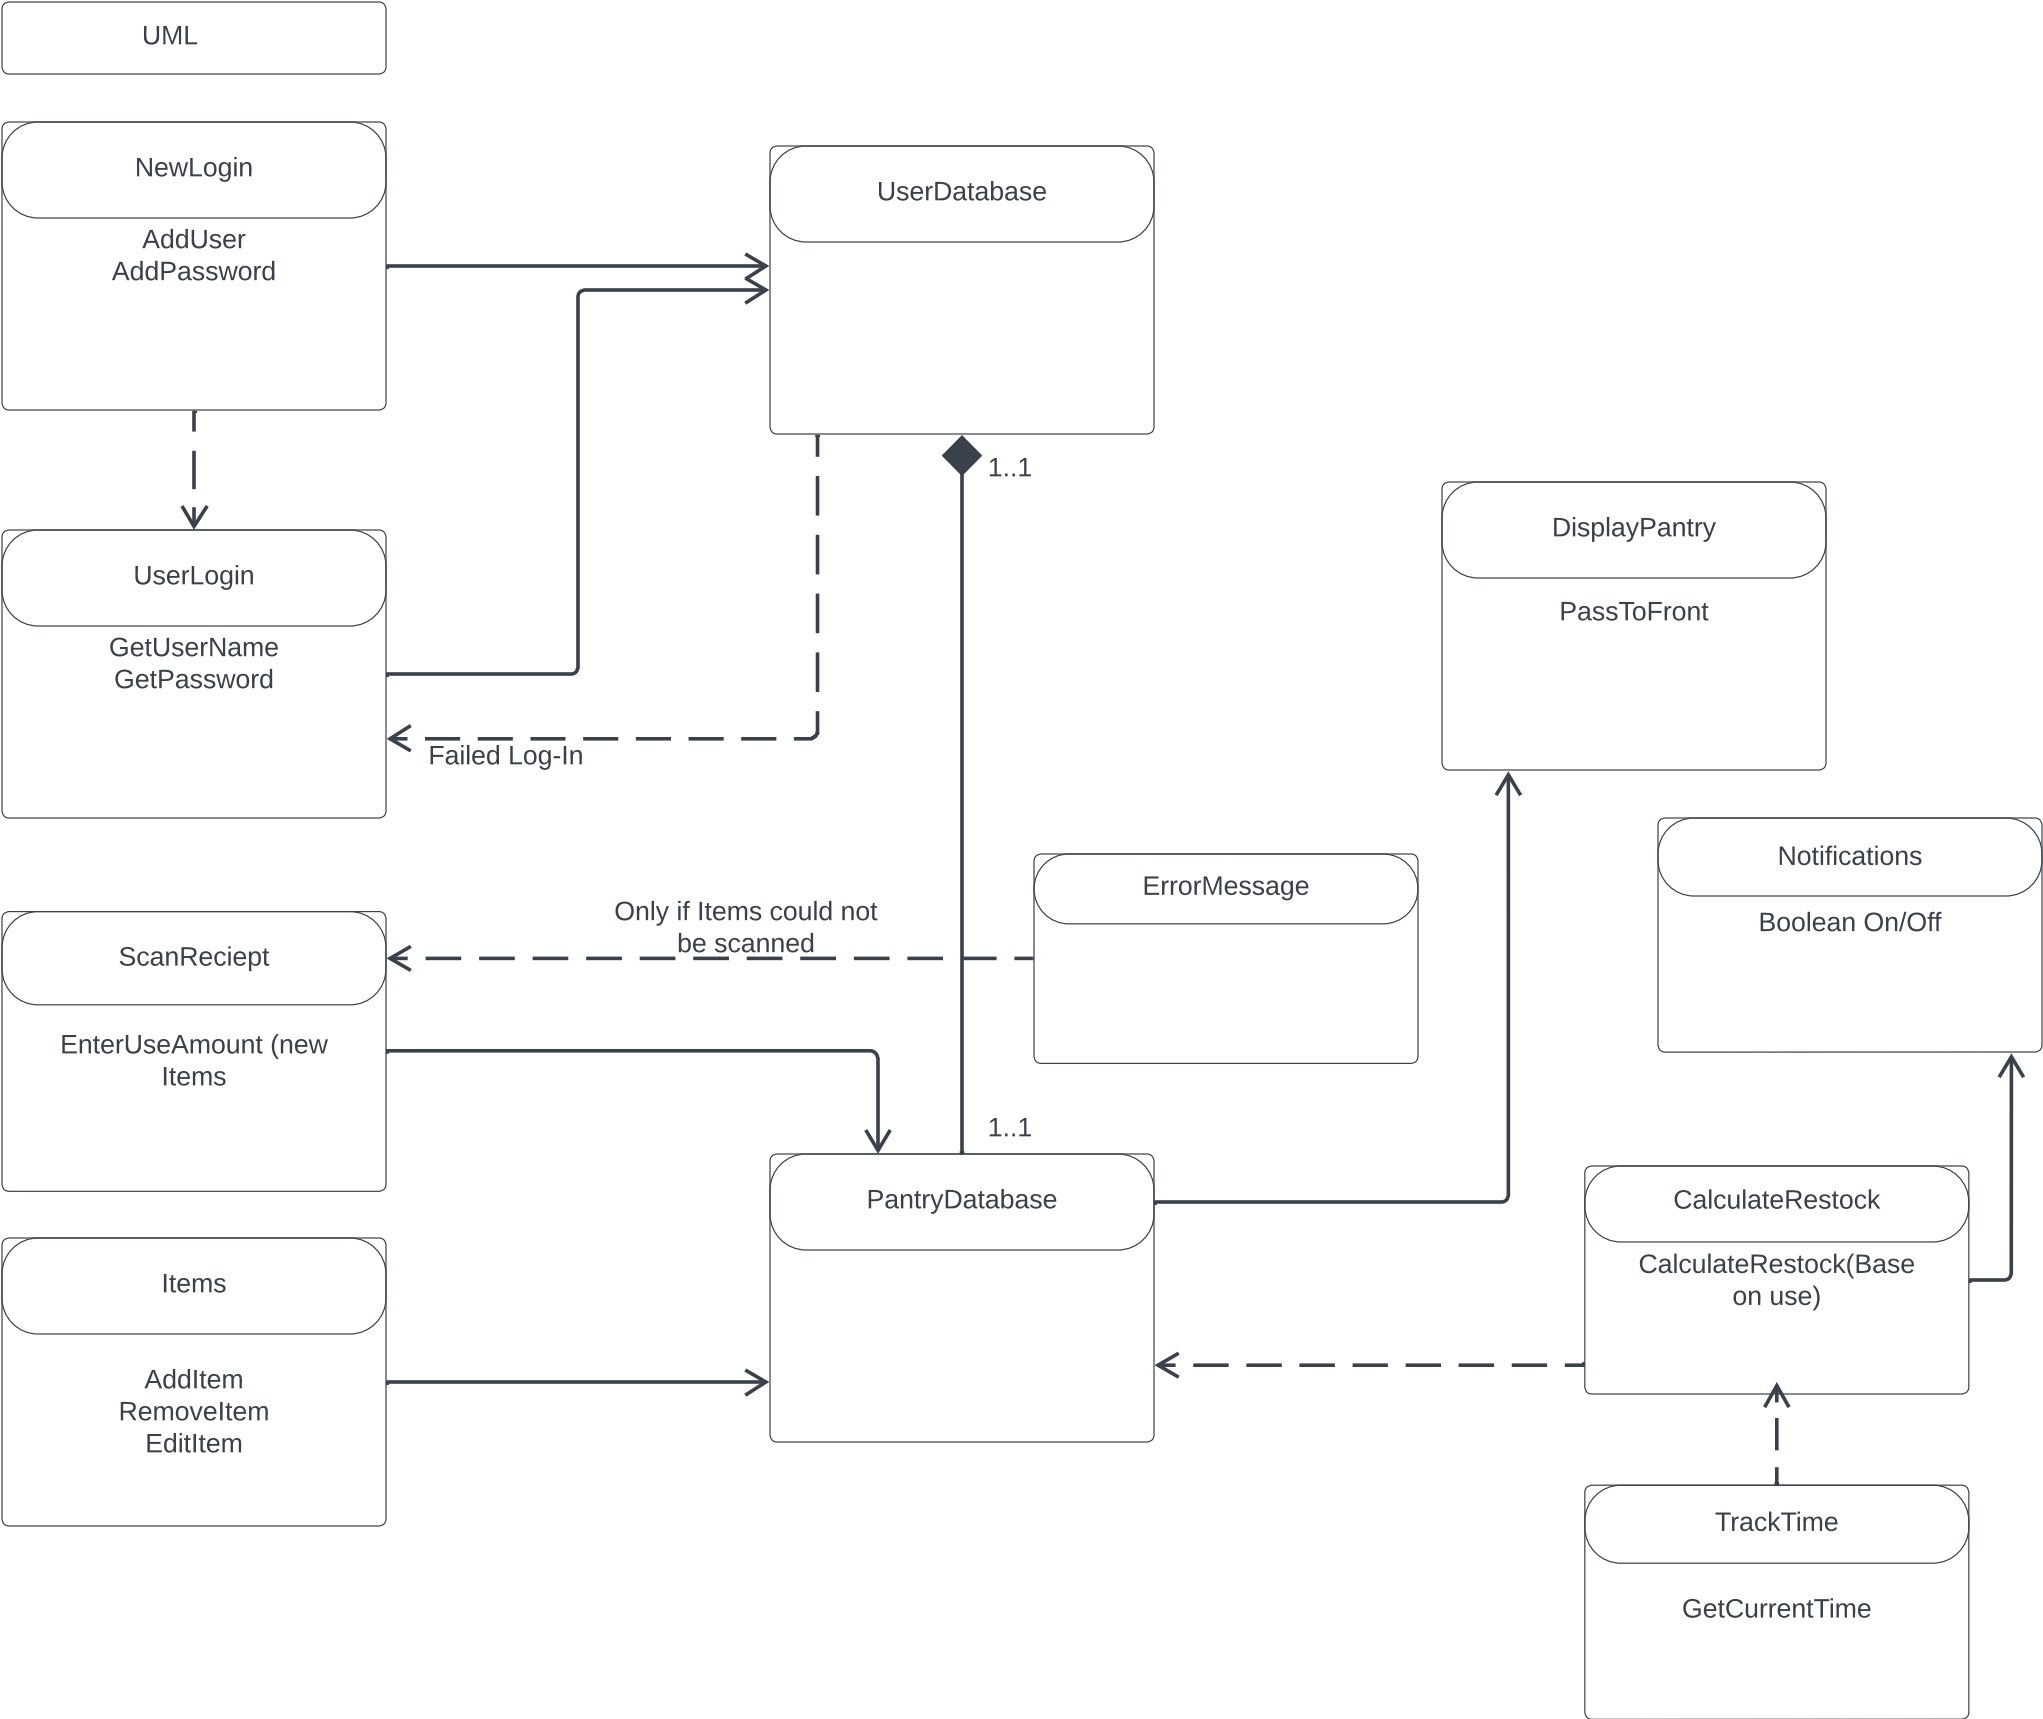 UML
NewLogin
AddUser
AddPassword
UserDatabase
1..1
UserLogin
GetUserName
GetPassword
Failed Log-In
DisplayPantry
PassToFront
Notifications
Boolean On/Off
ErrorMessage
Only if Items could not
be scanned
ScanReciept
EnterUseAmount (new
Items
1..1
PantryDatabase
CalculateRestock
CalculateRestock(Base
on use)
Items
AddItem
RemoveItem
EditItem
TrackTime
GetCurrentTime